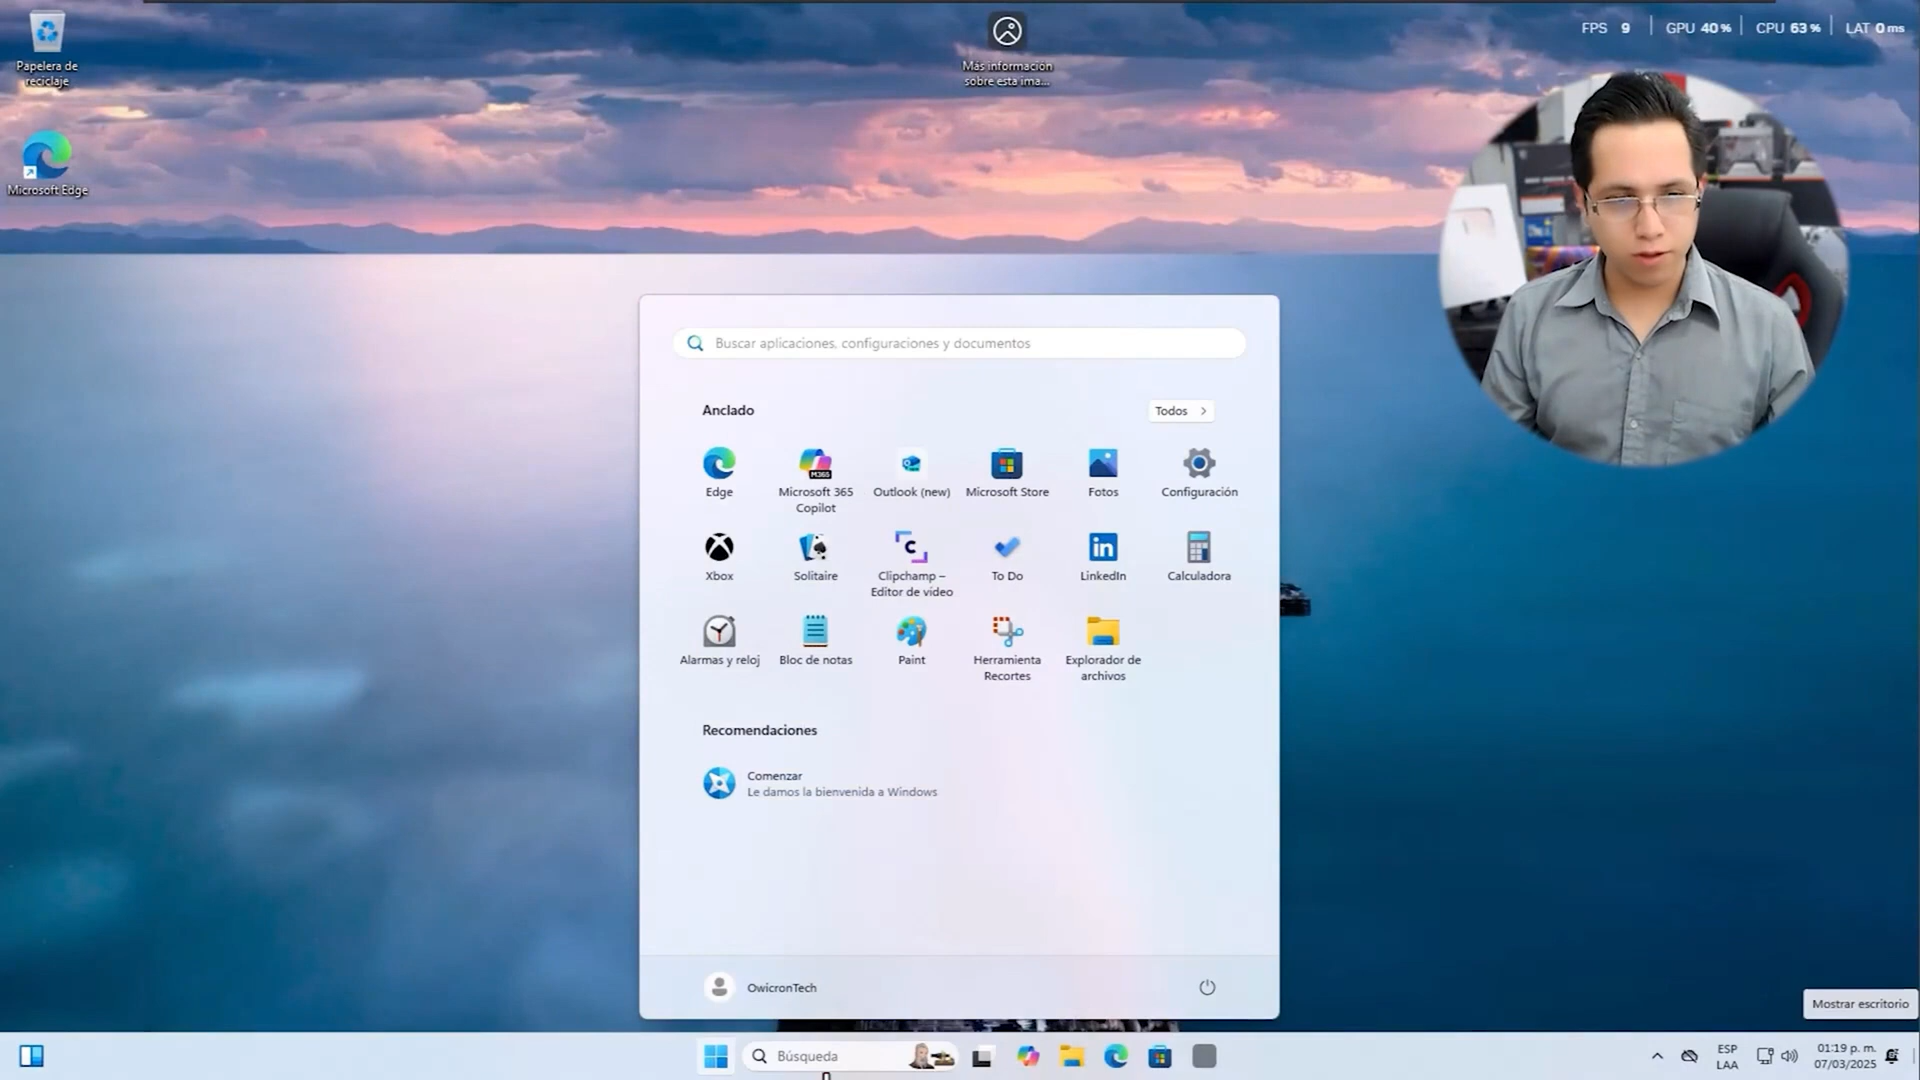 Papelera de
reciclaje
Más información
sobre esta ima...
FPS 9 GPU 40% CPU 63% LAT 0ms
Microsoft Edge
Buscar aplicaciones, configuraciones y documentos
Anclado
Todos
Edge
Microsoft 365
Copilot
M365
Outlook (new)
Microsoft Store
Fotos
Configuración
Xbox
Solitaire
Clipchamp –
Editor de vídeo
To Do
LinkedIn
Calculadora
Alarmas y reloj
Bloc de notas
Paint
Herramienta
Recortes
Explorador de
archivos
Recomendaciones
Comenzar
Le damos la bienvenida a Windows
OwicronTech
Mostrar escritorio
Búsqueda
ESP
LAA
01:19 p. m.
07/03/2025